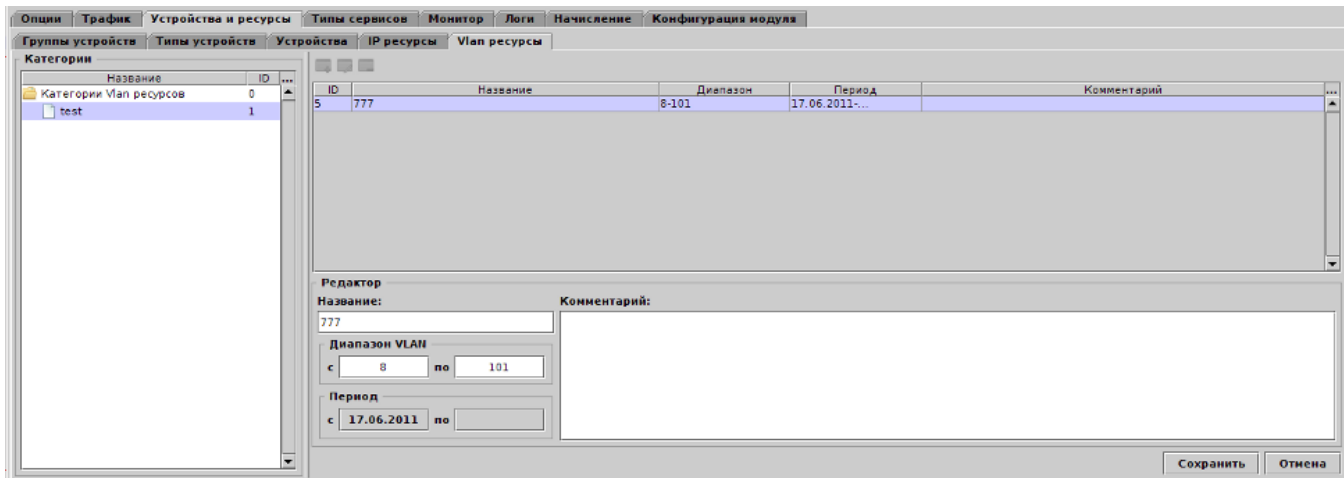 Опции Трафик Устройства и ресурсы Типы сервисов Монитор Логи Начисление Конфигурация модуля
Группы устройств Типы устройств Устройства IP ресурсы Vlan ресурсы
Категории
Название ID ...
Категории Vlan ресурсов 0
test 1
ID Название Диапазон Период Комментарий ...
5 777 8-101 17.06.2011-...
Редактор
Название: Комментарий:
777
Диапазон VLAN
с 8 по 101
Период
с 17.06.2011 по
Сохранить Отмена